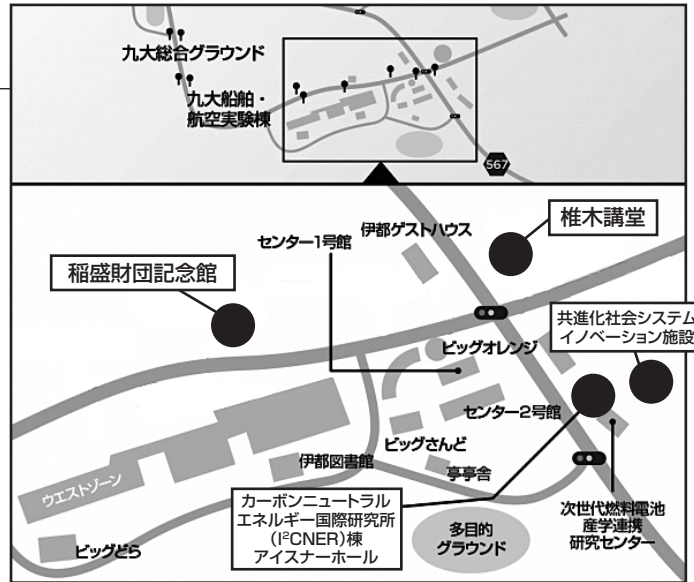 九大総合グラウンド
九大船舶・
航空実験棟
567
椎木講堂
伊都ゲストハウス
センター1号館
稲盛財団記念館
共進化社会システム
イノベーション施設
ビッグオレンジ
センター2号館
ビッグさんど
伊都図書館
亭亭舎
ウエストゾーン
カーボンニュートラル
エネルギー国際研究所
(I²CNER)棟
アイスナーホール
多目的
グラウンド
次世代燃料電池
産学連携
研究センター
ビッグどら